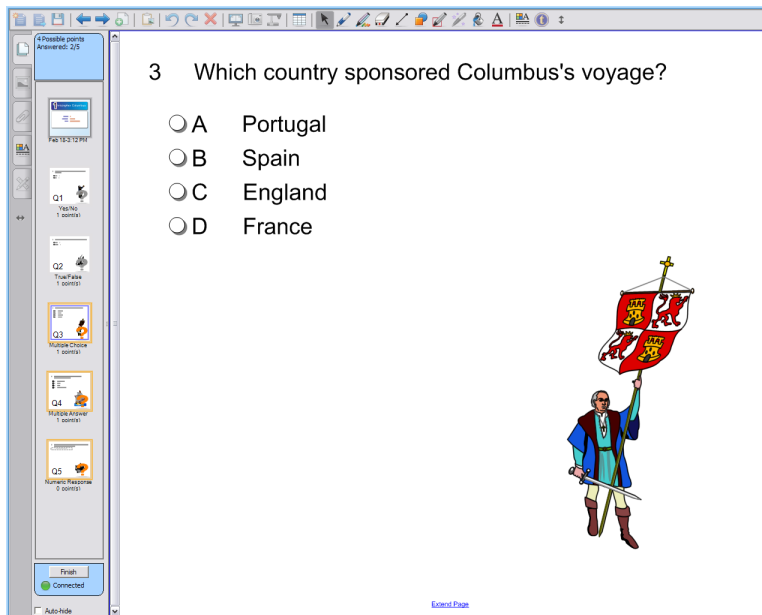 4 Possible points
Answered: 2/5
Feb 18-3:12 PM
Q1
Yes/No
1 point(s)
Q2
True/False
1 point(s)
Q3
Multiple Choice
1 point(s)
Q4
Multiple Answer
1 point(s)
Q5
Numeric Response
0 point(s)
Finish
Connected
Auto-hide
3 Which country sponsored Columbus's voyage?
A Portugal
B Spain
C England
D France
Extend Page